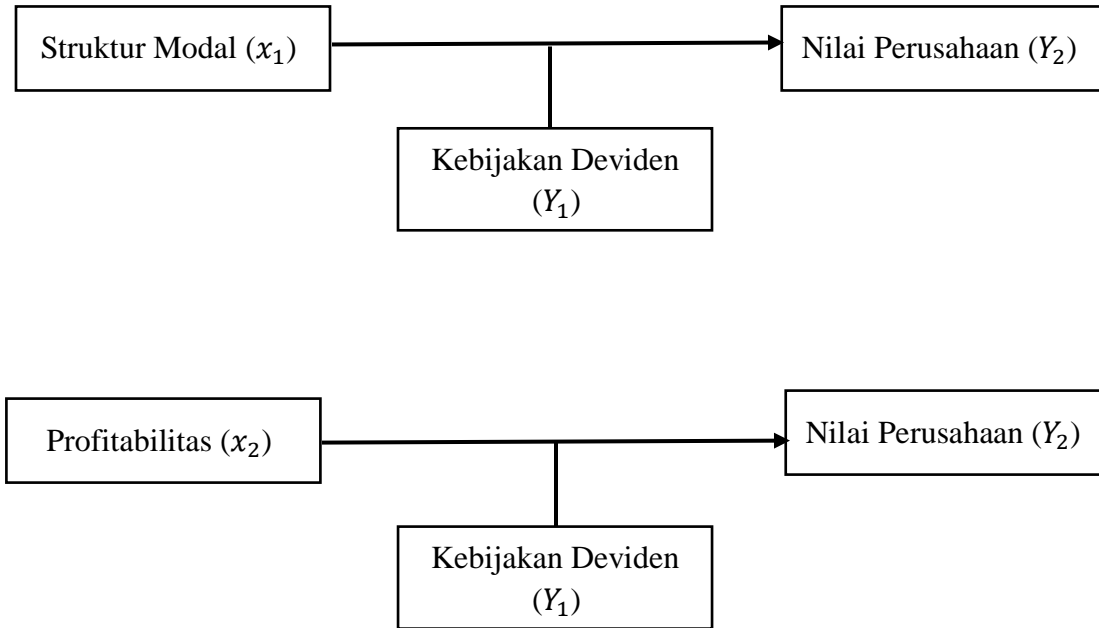 Struktur Modal (x₁)
Nilai Perusahaan (Y₂)
Kebijakan Deviden
(Y₁)
Profitabilitas (x₂)
Nilai Perusahaan (Y₂)
Kebijakan Deviden
(Y₁)